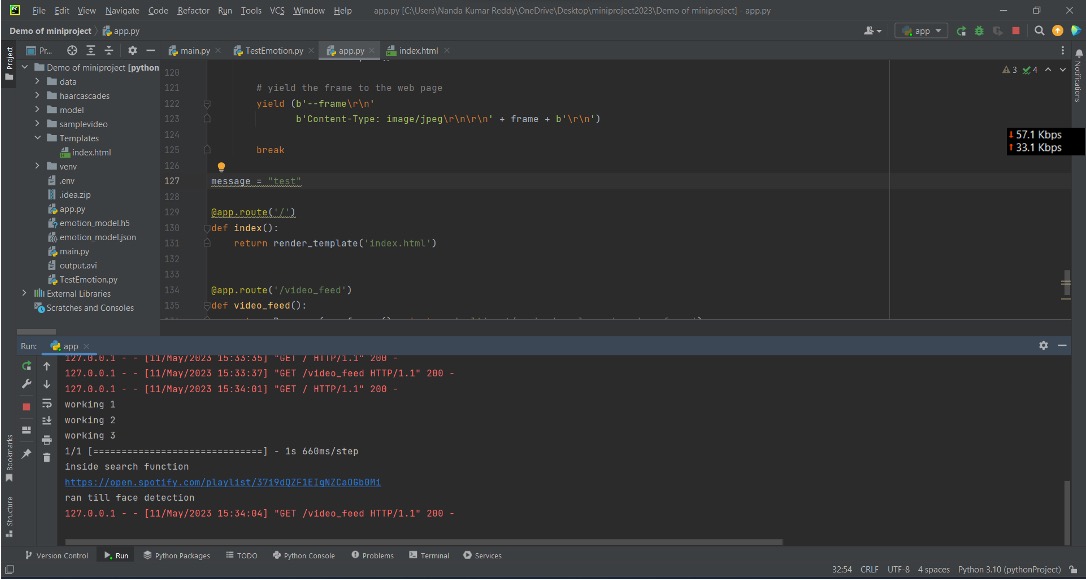 File Edit View Navigate Code Refactor Run Tools VCS Window Help app.py [C:\Users\Nanda Kumar Reddy\OneDrive\Desktop\miniproject2023\Demo of miniproject] - app.py
Demo of miniproject app.py app
Project Pr... main.py TestEmotion.py app.py index.html Notifications
Demo of miniproject [python
data
haarcascades
model
samplevideo
Templates
index.html
venv
.env
.idea.zip
app.py
emotion_model.h5
emotion_model.json
main.py
output.avi
TestEmotion.py
External Libraries
Scratches and Consoles
3 4
57.1 Kbps
33.1 Kbps
120
121 # yield the frame to the web page
122 yield (b'--frame\r\n'
123 b'Content-Type: image/jpeg\r\n\r\n' + frame + b'\r\n')
124
125 break
126
127 message = "test"
128
129 @app.route('/')
130 def index():
131 return render_template('index.html')
132
133
134 @app.route('/video_feed')
135 def video_feed():
Run: app
127.0.0.1 - - [11/May/2023 15:33:35] "GET / HTTP/1.1" 200 -
127.0.0.1 - - [11/May/2023 15:33:37] "GET /video_feed HTTP/1.1" 200 -
127.0.0.1 - - [11/May/2023 15:34:01] "GET / HTTP/1.1" 200 -
working 1
working 2
working 3
1/1 [==============================] - 1s 660ms/step
inside search function
https://open.spotify.com/playlist/37i9dQZF1EIgNZCaOGb0Mi
ran till face detection
127.0.0.1 - - [11/May/2023 15:34:04] "GET /video_feed HTTP/1.1" 200 -
Bookmarks
Structure
Version Control Run Python Packages TODO Python Console Problems Terminal Services
32:54 CRLF UTF-8 4 spaces Python 3.10 (pythonProject)